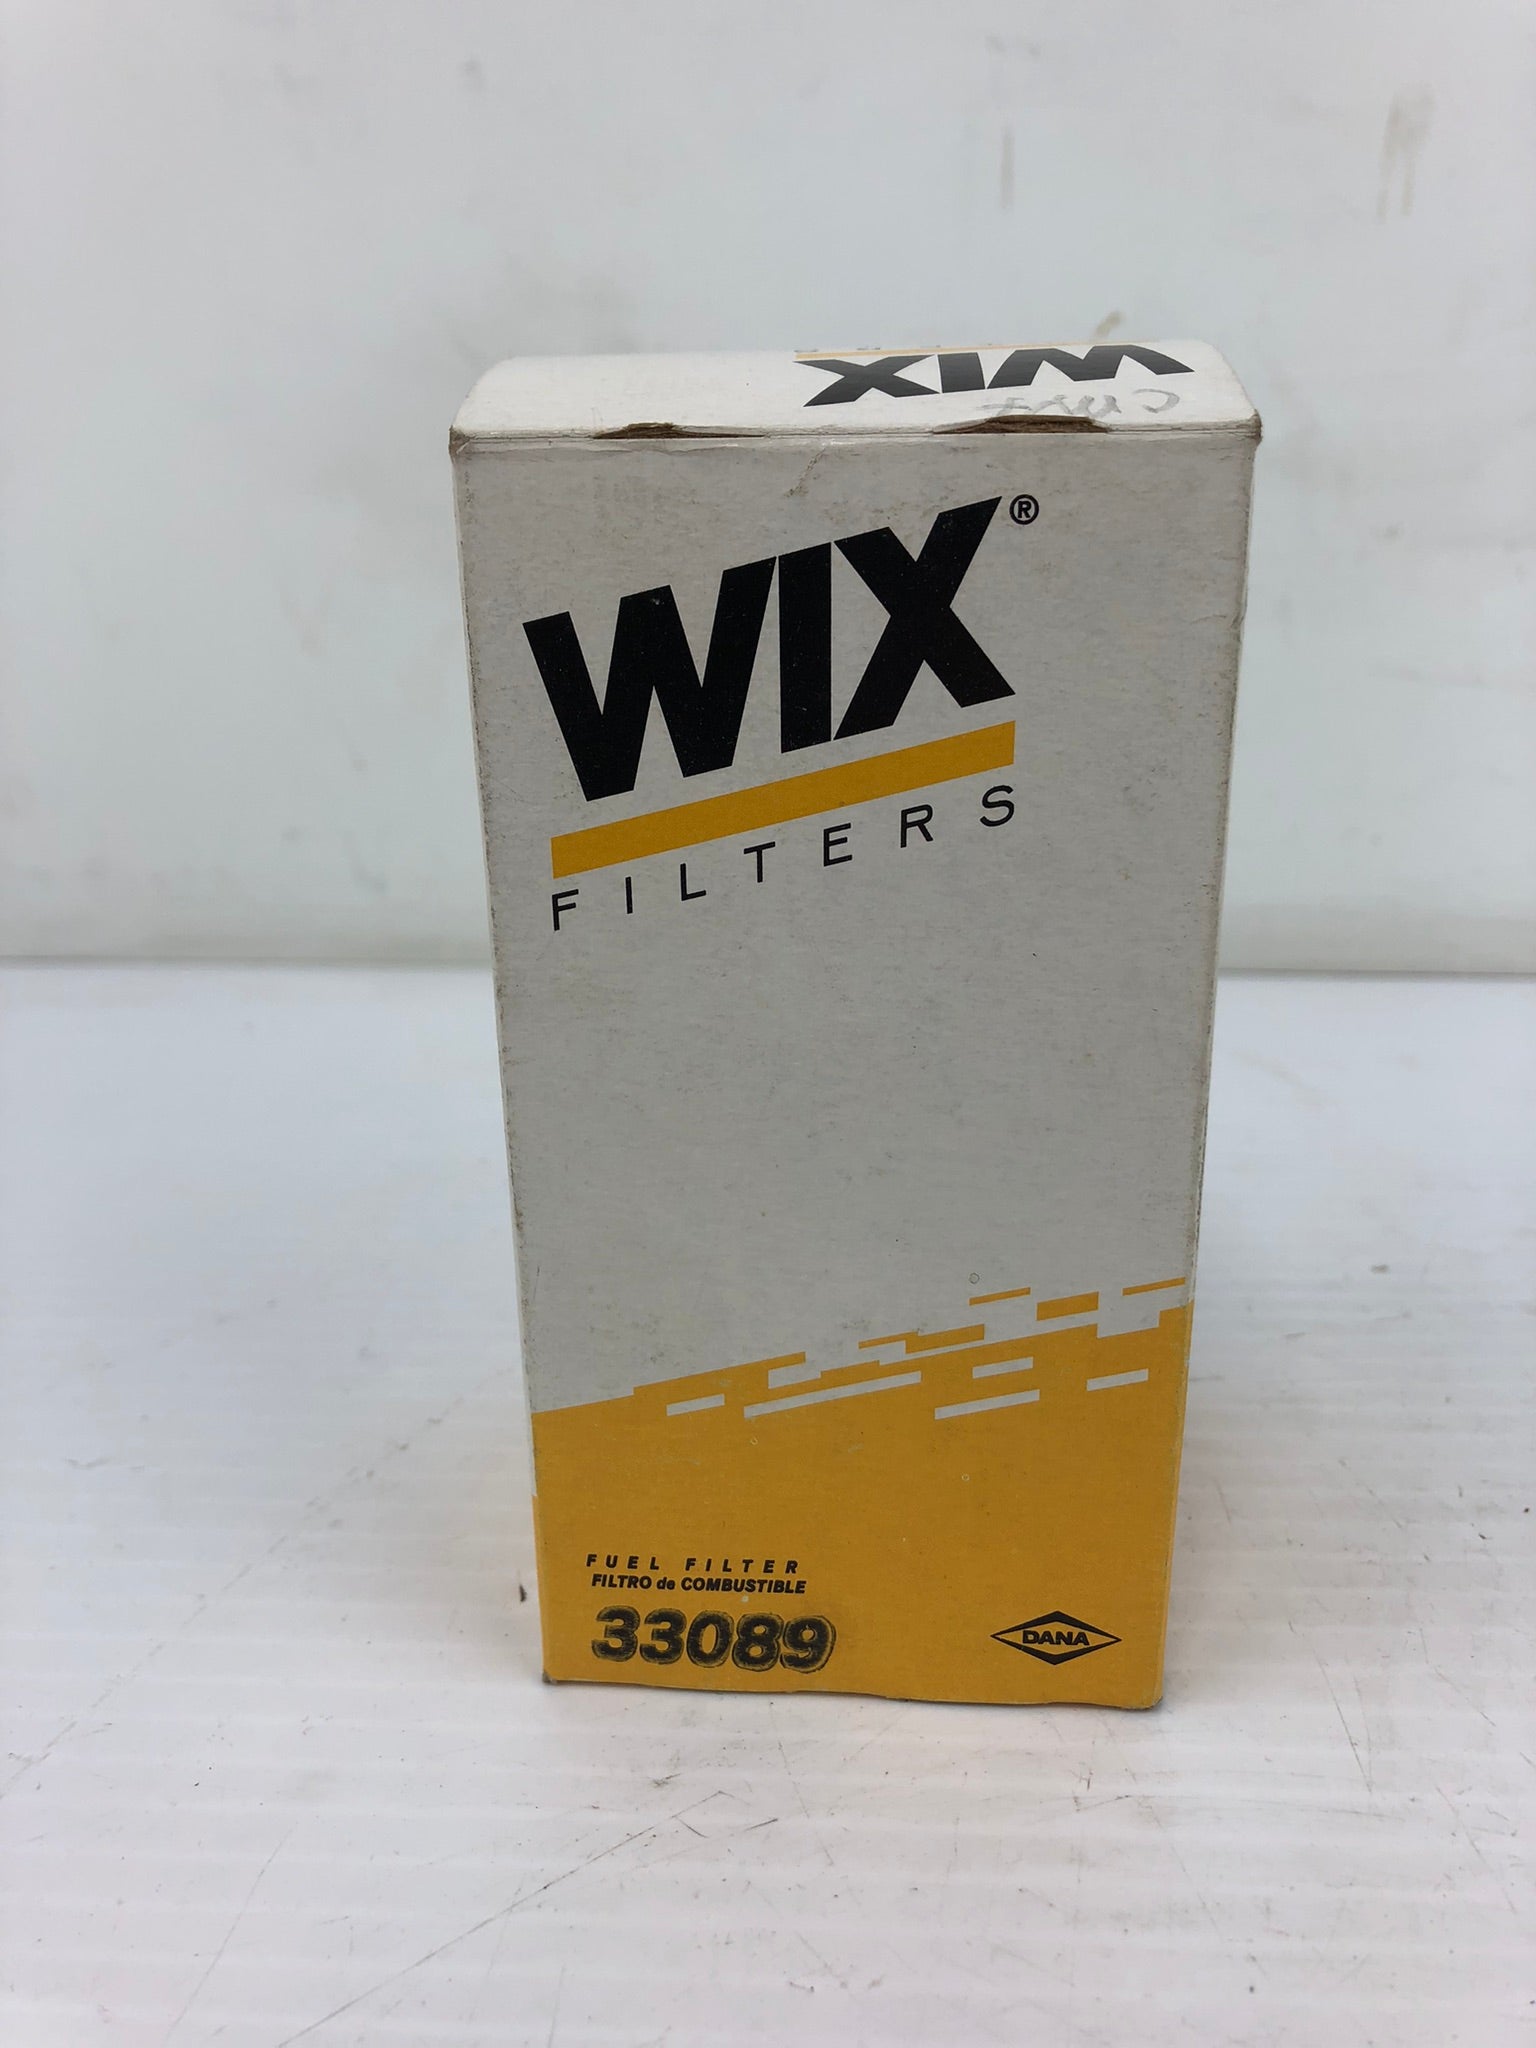 WIX
WIX®
FILTERS
FUEL FILTER
FILTRO de COMBUSTIBLE
33089
DANA